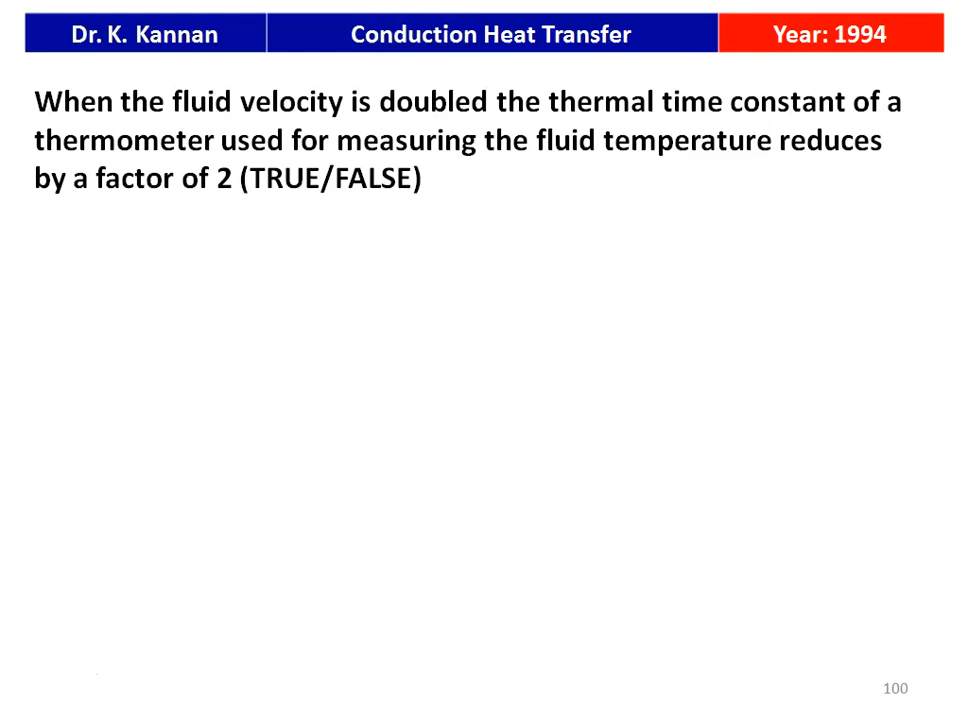 Dr. K. Kannan
Conduction Heat Transfer
Year: 1994
When the fluid velocity is doubled the thermal time constant of a
thermometer used for measuring the fluid temperature reduces
by a factor of 2 (TRUE/FALSE)
100